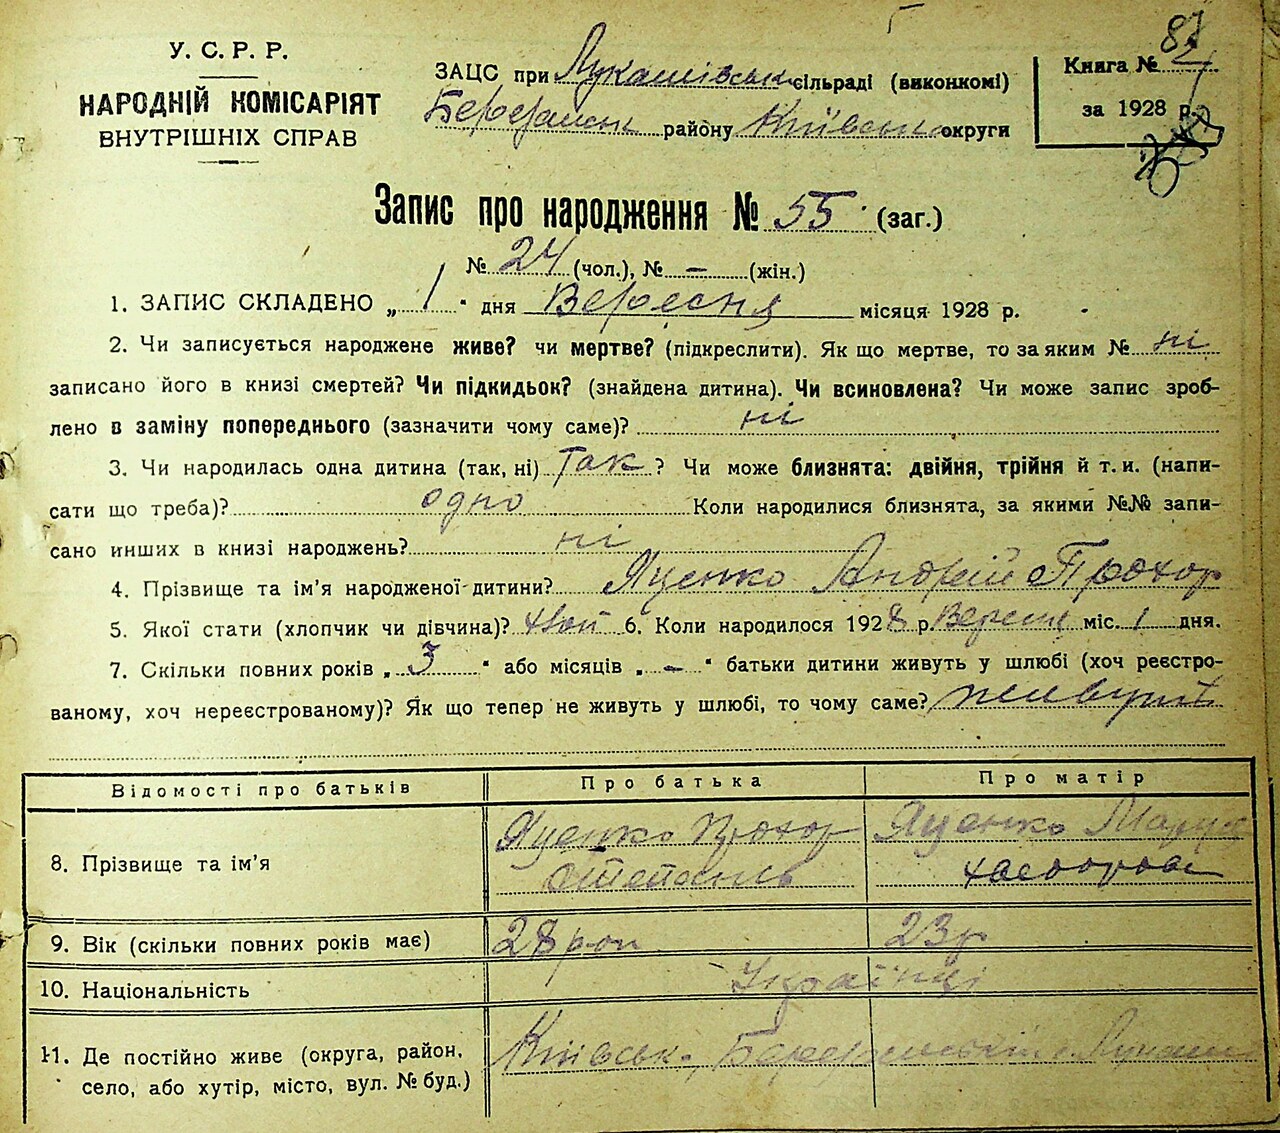 87
У. С. Р. Р.
НАРОДНІЙ КОМІСАРІЯТ
ВНУТРІШНІХ СПРАВ
ЗАЦС при Лукашівськ сільраді (виконкомі)
району Київськ округи
Книга №
за 1928 р.
Запис про народження № 55 (заг.)
№ 24 (чол.), № – (жін.)
1. ЗАПИС СКЛАДЕНО „ 1 " дня Вересня місяця 1928 р.
2. Чи записується народжене живе? чи мертве? (підкреслити). Як що мертве, то за яким № ні
записано його в книзі смертей? Чи підкидьок? (знайдена дитина). Чи всиновлена? Чи може запис зроб-
лено в заміну попереднього (зазначити чому саме)? ні
3. Чи народилась одна дитина (так, ні) Так ? Чи може близнята: двійня, трійня й т. и. (напи-
сати що треба)? одно Коли народилися близнята, за якими №№ запи-
сано инших в книзі народжень? ні
4. Прізвище та ім'я народженої дитини? Яценко Андрій Прохор
5. Якої стати (хлопчик чи дівчина)? 6. Коли народилося 1928 р. міс. 1 дня.
7. Скільки повних років „ 3 " або місяців „ – " батьки дитини живуть у шлюбі (хоч реєстро-
ваному, хоч нереєстрованому)? Як що тепер не живуть у шлюбі, то чому саме? живуть
Відомості про батьків Про батька Про матір
8. Прізвище та ім'я Яценко Прохор Яценко
9. Вік (скільки повних років має) 28 23 р
10. Національність Українці
11. Де постійно живе (округа, район, Київськ.
село, або хутір, місто, вул. № буд.)